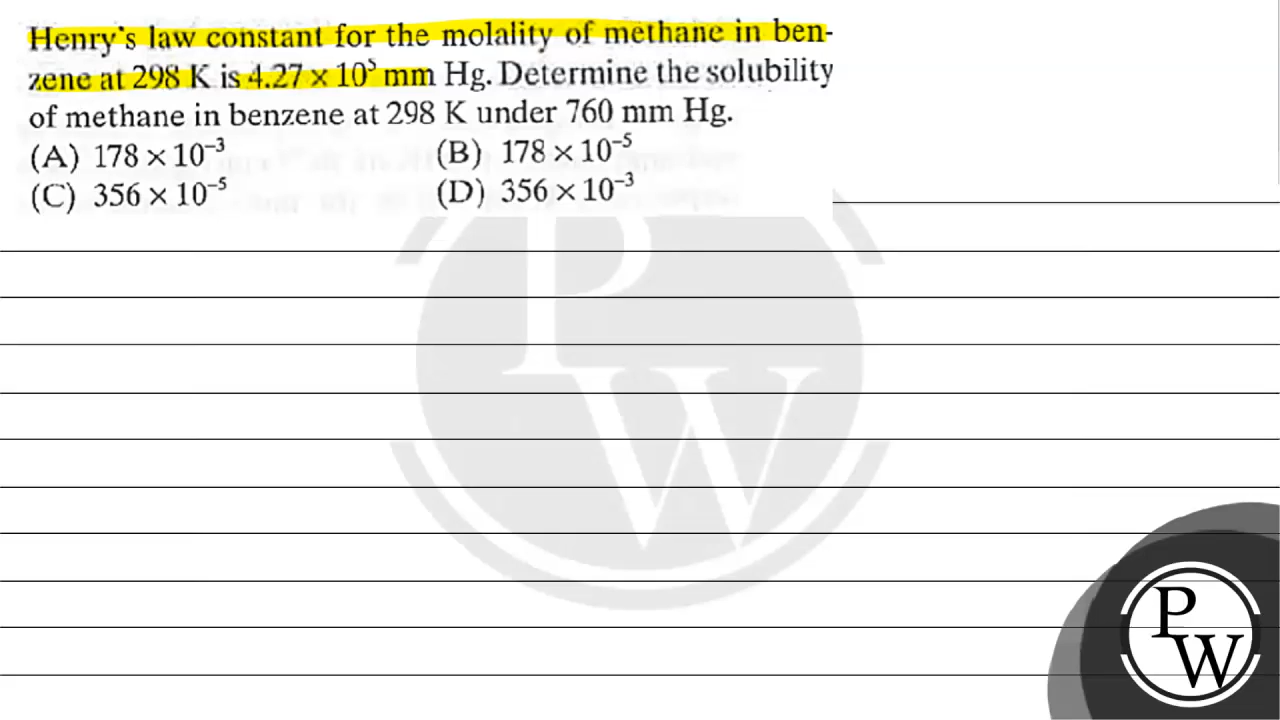 Henry's law constant for the molality of methane in ben-
zene at 298 K is 4.27 × 10⁵ mm Hg. Determine the solubility
of methane in benzene at 298 K under 760 mm Hg.
(A) 178 × 10⁻³ (B) 178 × 10⁻⁵
(C) 356 × 10⁻⁵ (D) 356 × 10⁻³
P
W
P
W